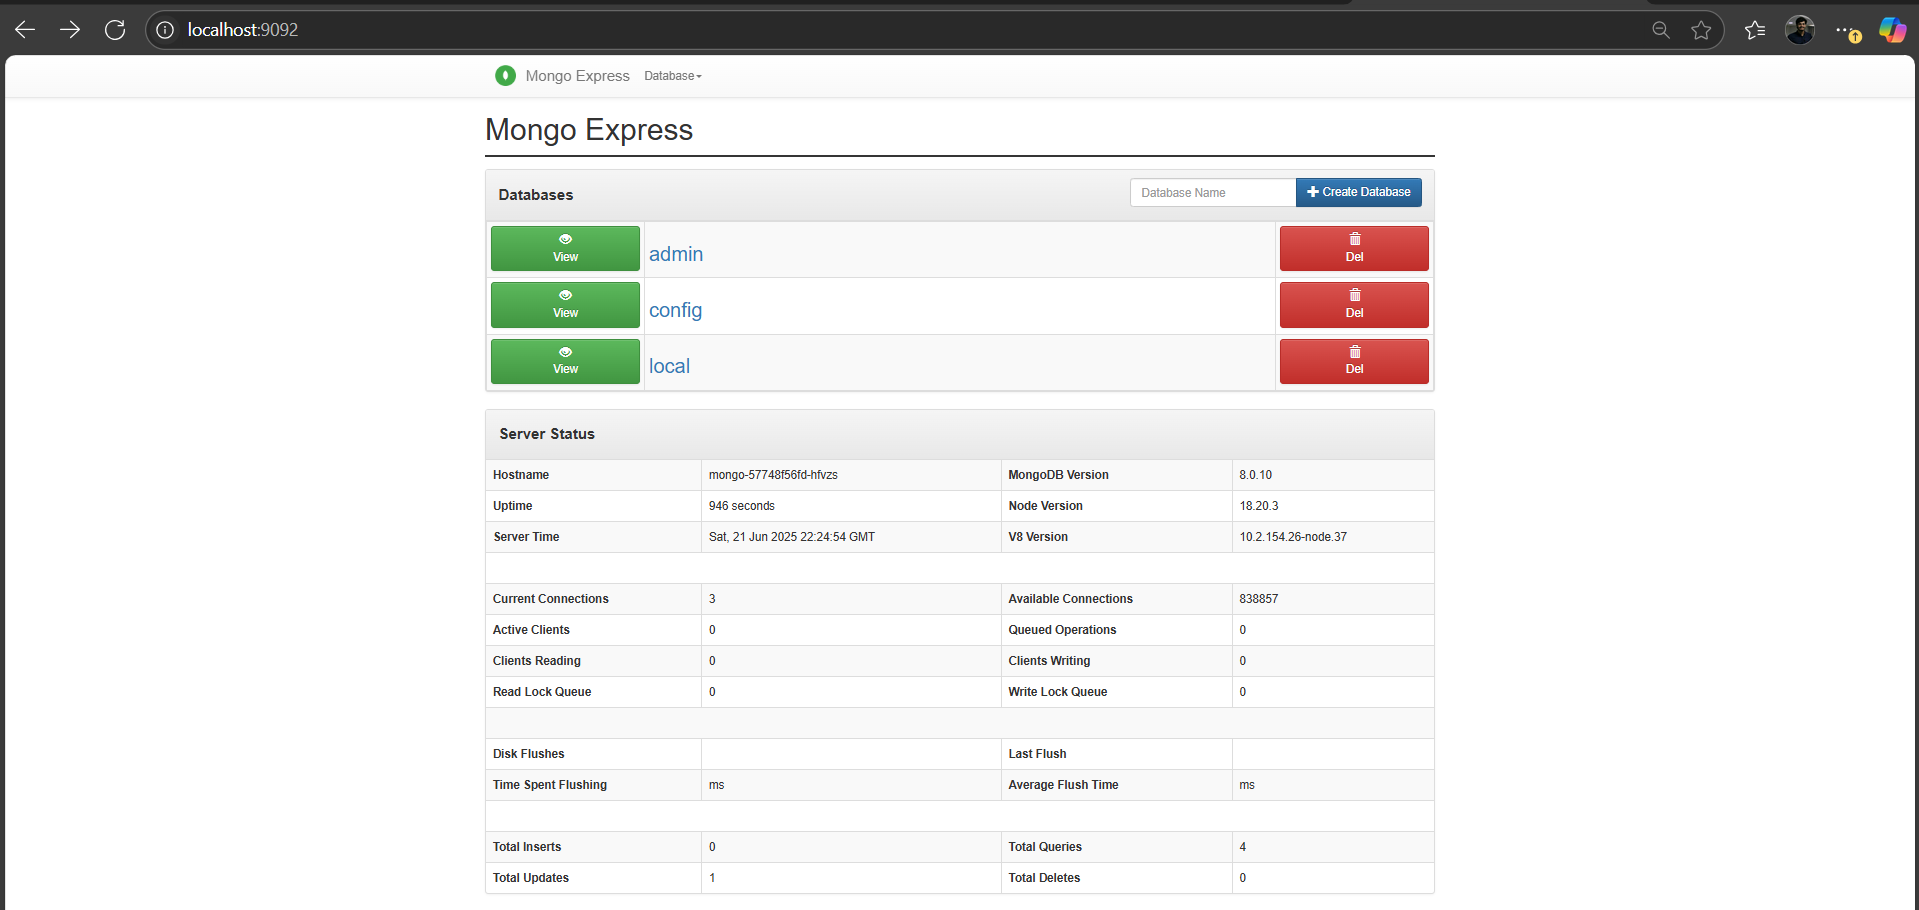 localhost:9092
Mongo Express Database
Mongo Express
Databases Database Name Create Database
View admin Del
View config Del
View local Del
Server Status
Hostname mongo-57748f56fd-hfvzs MongoDB Version 8.0.10
Uptime 946 seconds Node Version 18.20.3
Server Time Sat, 21 Jun 2025 22:24:54 GMT V8 Version 10.2.154.26-node.37
Current Connections 3 Available Connections 838857
Active Clients 0 Queued Operations 0
Clients Reading 0 Clients Writing 0
Read Lock Queue 0 Write Lock Queue 0
Disk Flushes Last Flush
Time Spent Flushing ms Average Flush Time ms
Total Inserts 0 Total Queries 4
Total Updates 1 Total Deletes 0